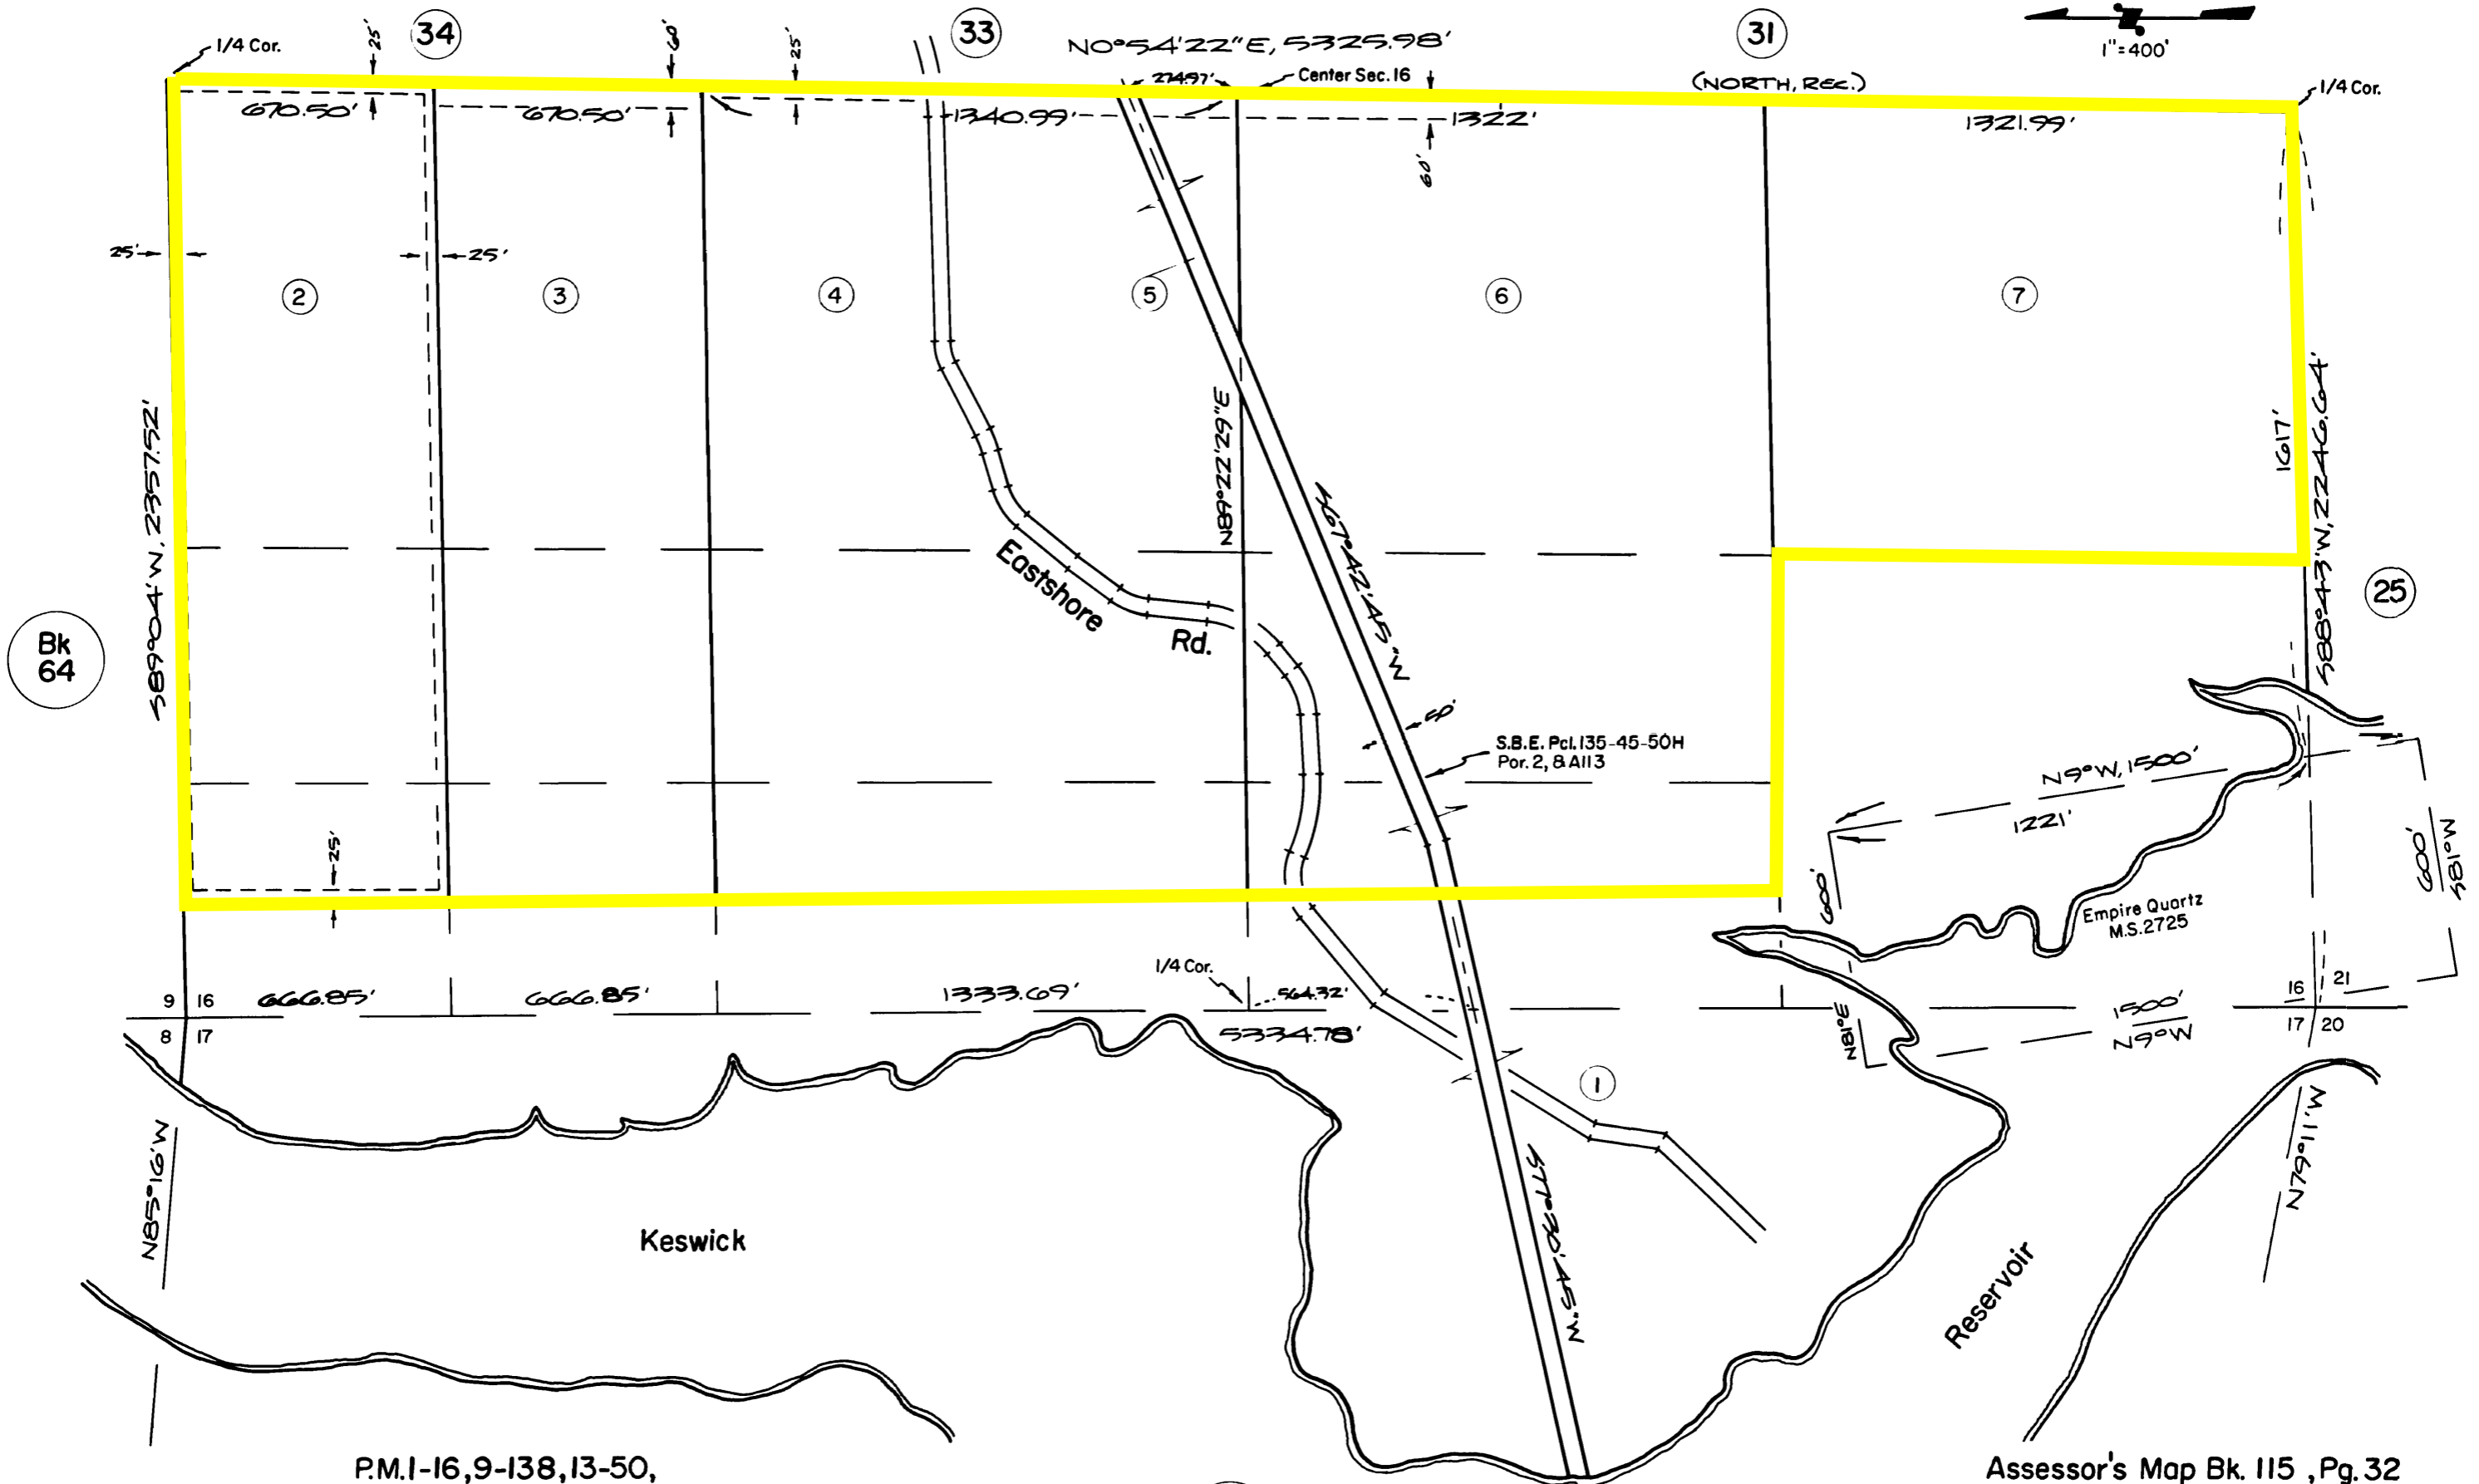 1/4 Cor.
25'
34
60'
25'
33
N0°54'22"E, 5325.98'
31
1"=400'
274.97'
Center Sec. 16
(NORTH, REC.)
1/4 Cor.
670.50'
670.50'
1340.99'
1322'
1321.99'
60'
25'
25'
2
3
4
5
6
7
S89°04'W, 2357.52'
N89°22'29"E
1617'
S88°43'W, 2246.64'
S67°42'45"W
Eastshore
Rd.
25
Bk
64
50'
S.B.E. Pcl. 135-45-50H
Por. 2, & A113
N9°W, 1500'
1221'
25'
600'
600'
S81°W
Empire Quartz
M.S. 2725
1/4 Cor.
9 16
666.85'
666.85'
1333.69'
564.32'
16 21
8 17
5334.78'
N81°E
1500'
N9°W
17 20
1
N85°16'W
S77°30'45"W
N79°11'W
Keswick
Reservoir
P.M.1-16,9-138,13-50,
Assessor's Map Bk. 115 ,Pg. 32